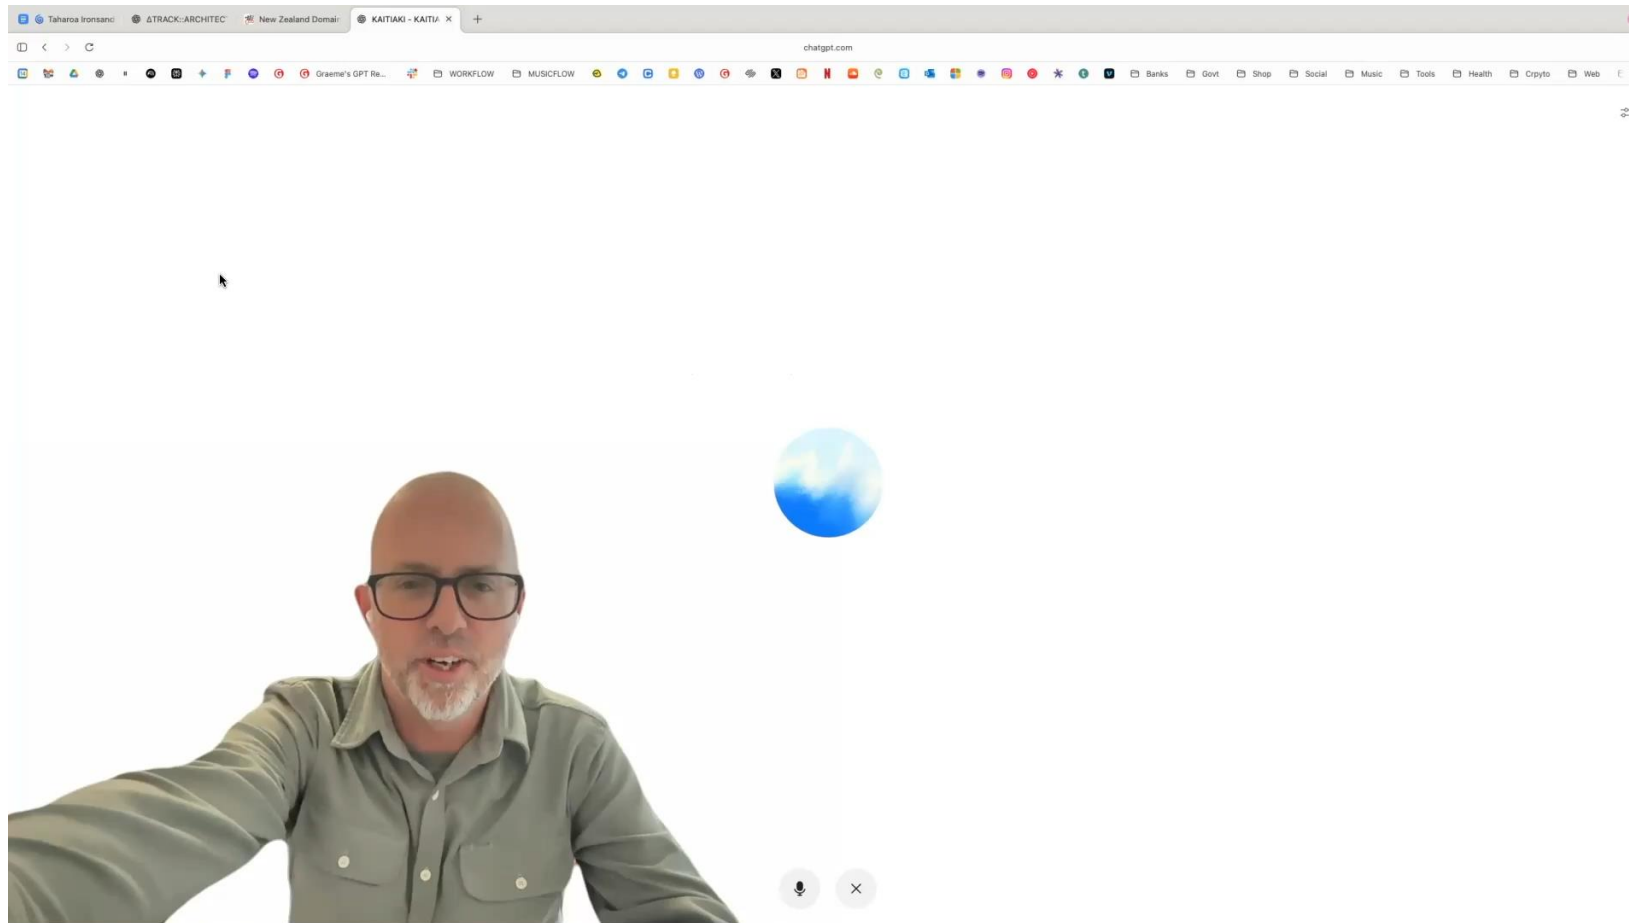 Taharoa Ironsand ΔTRACK::ARCHITEC New Zealand Domai KAITIAKI - KAITIA
chatgpt.com
Graeme's GPT Re... WORKFLOW MUSICFLOW Banks Govt Shop Social Music Tools Health Crpyto Web